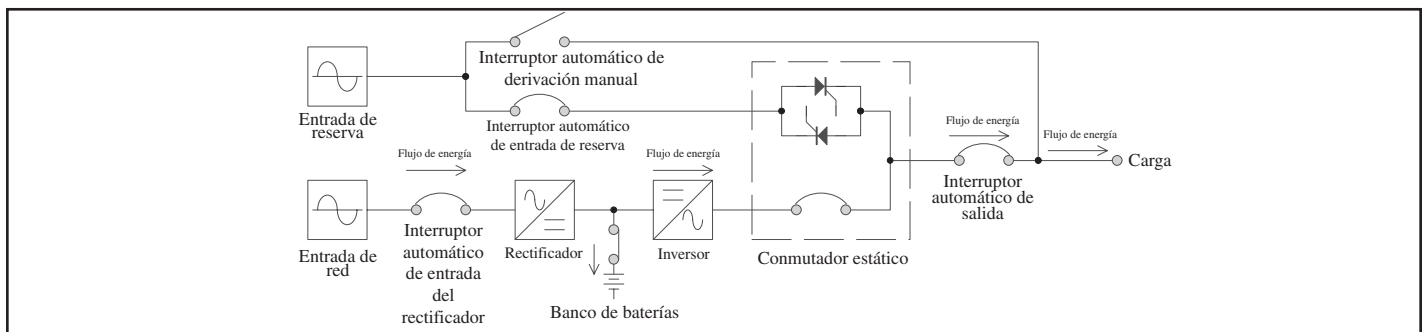 Interruptor automático de
derivación manual
Entrada de
reserva
Interruptor automático
de entrada de reserva
Flujo de energía
Flujo de energía
Flujo de energía
Flujo de energía
Carga
Interruptor
automático de
salida
Entrada de
red
Interruptor
automático
de entrada
del
rectificador
Rectificador
Inversor
Conmutador estático
Banco de baterías